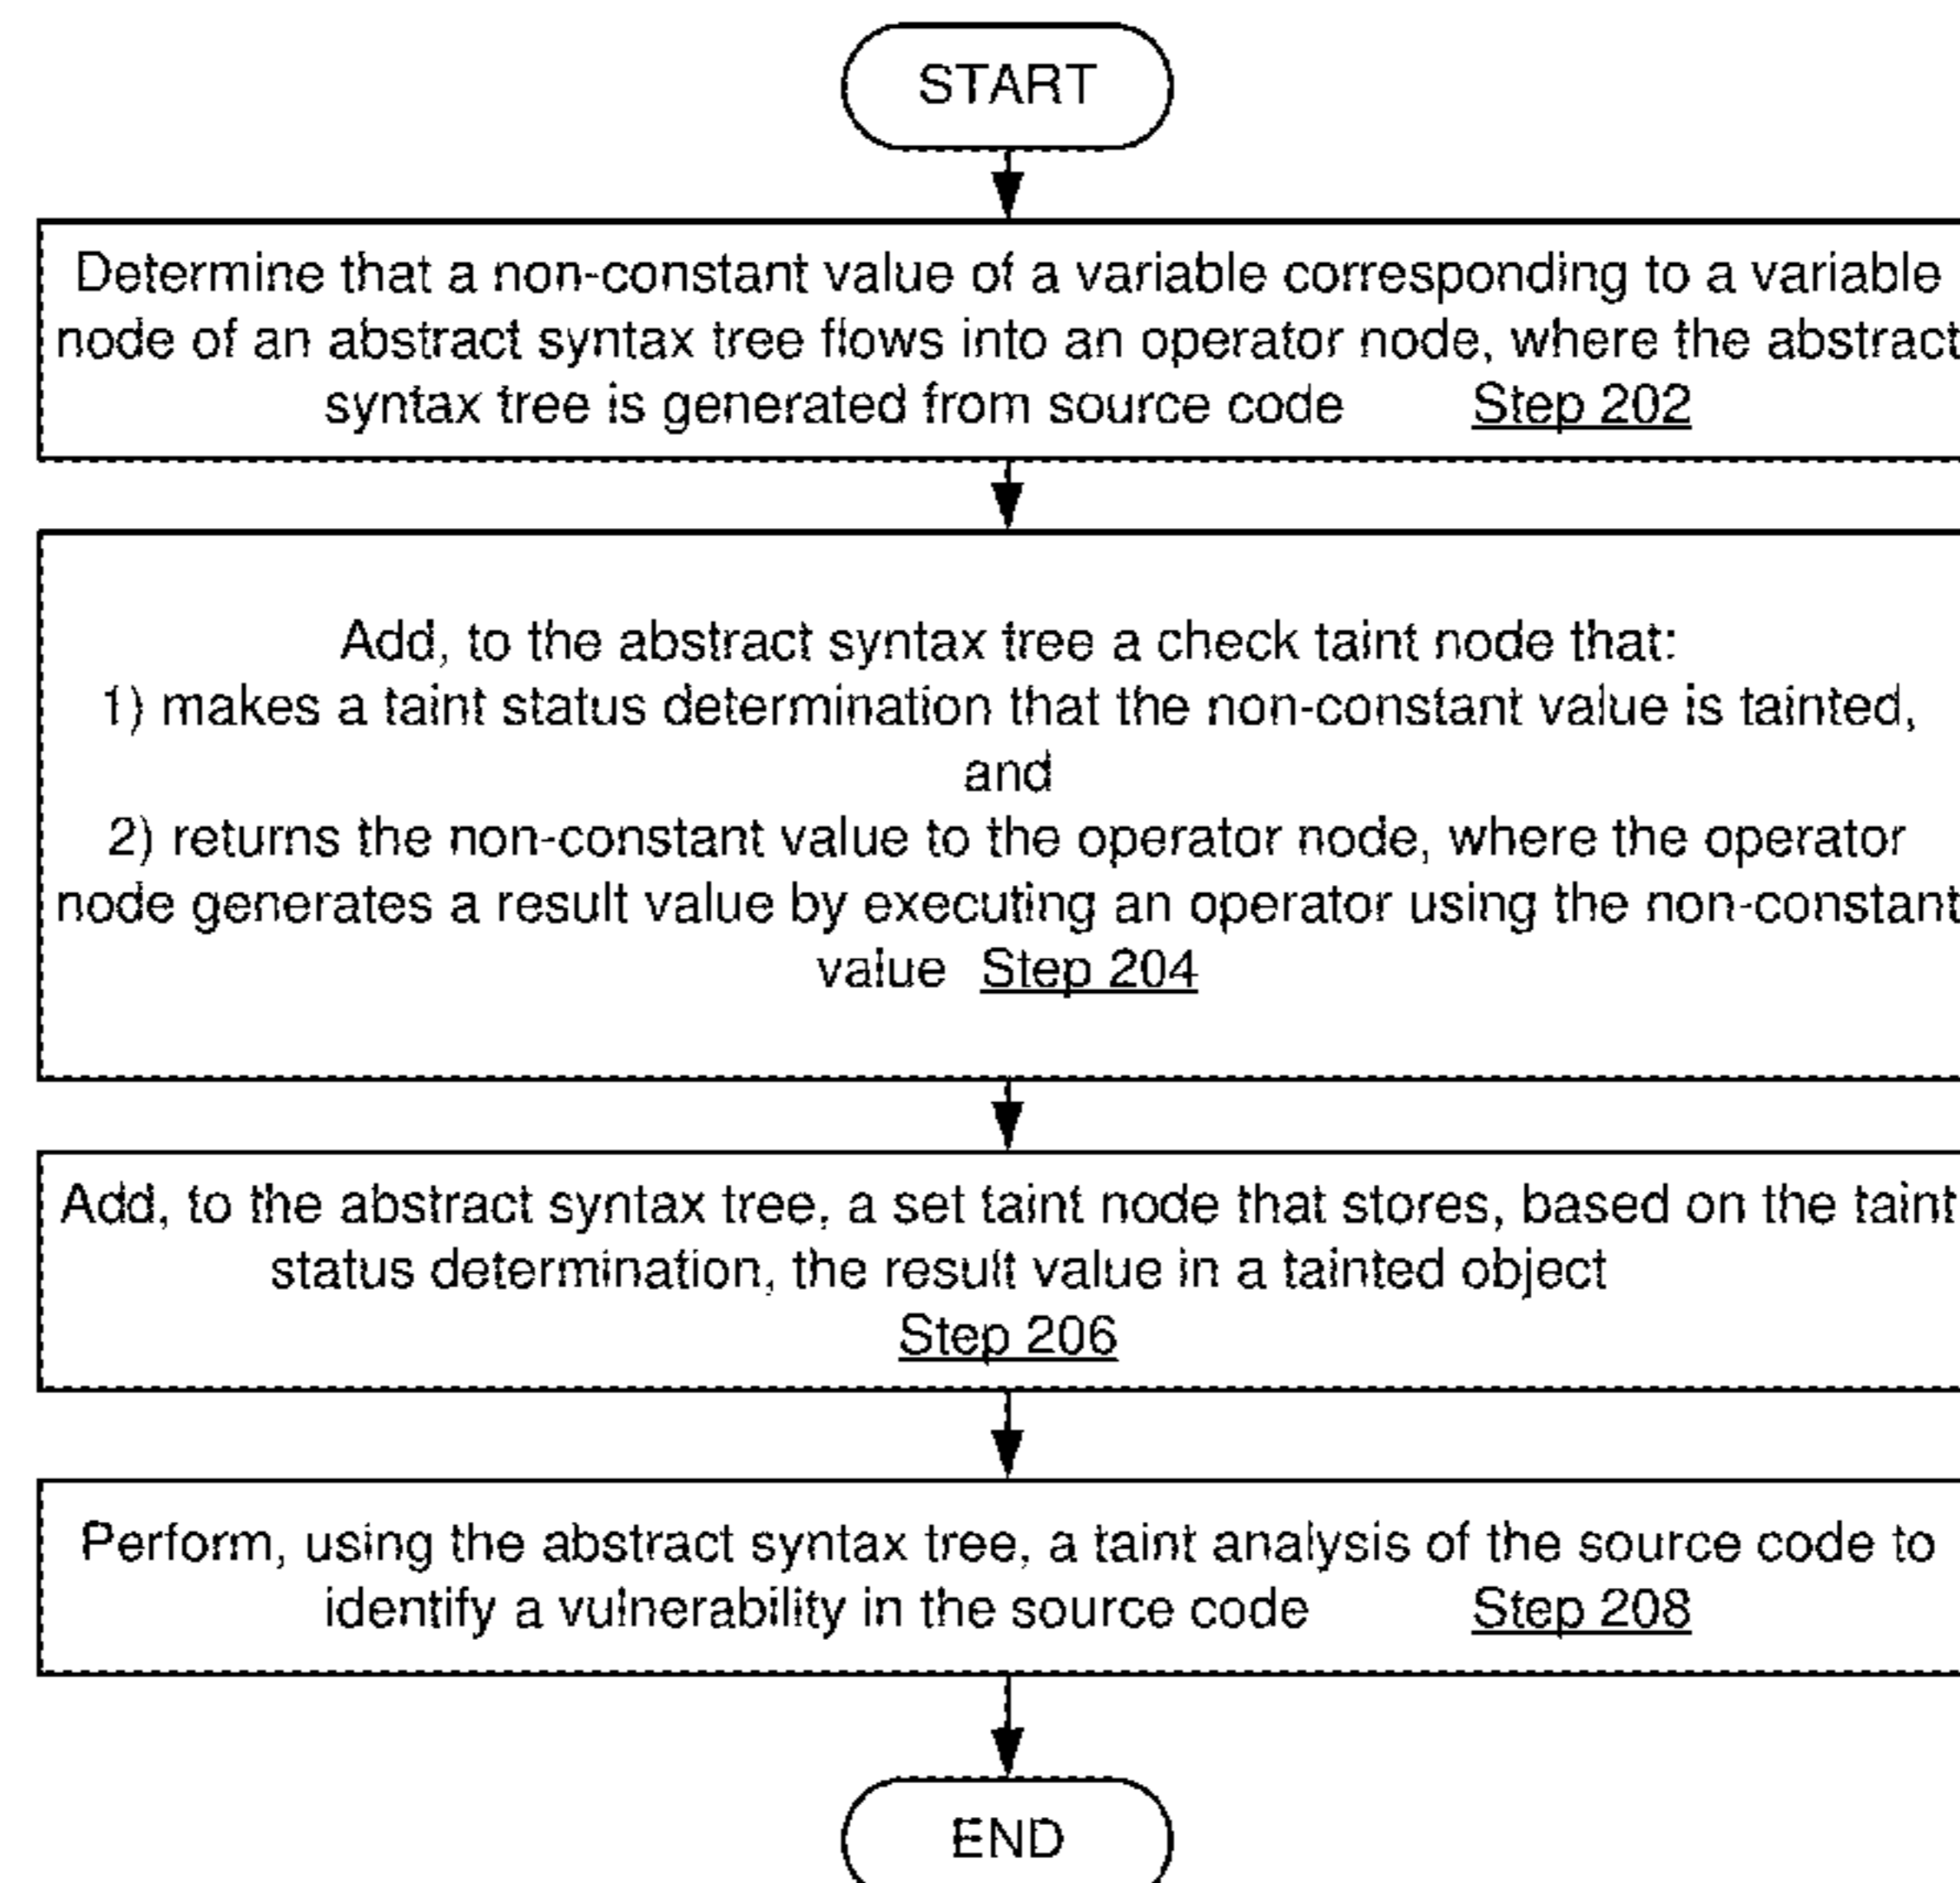 START
Determine that a non-constant value of a variable corresponding to a variable
node of an abstract syntax tree flows into an operator node, where the abstract
syntax tree is generated from source code Step 202
Add, to the abstract syntax tree a check taint node that:
1) makes a taint status determination that the non-constant value is tainted,
and
2) returns the non-constant value to the operator node, where the operator
node generates a result value by executing an operator using the non-constant
value Step 204
Add, to the abstract syntax tree, a set taint node that stores, based on the taint
status determination, the result value in a tainted object
Step 206
Perform, using the abstract syntax tree, a taint analysis of the source code to
identify a vulnerability in the source code Step 208
END